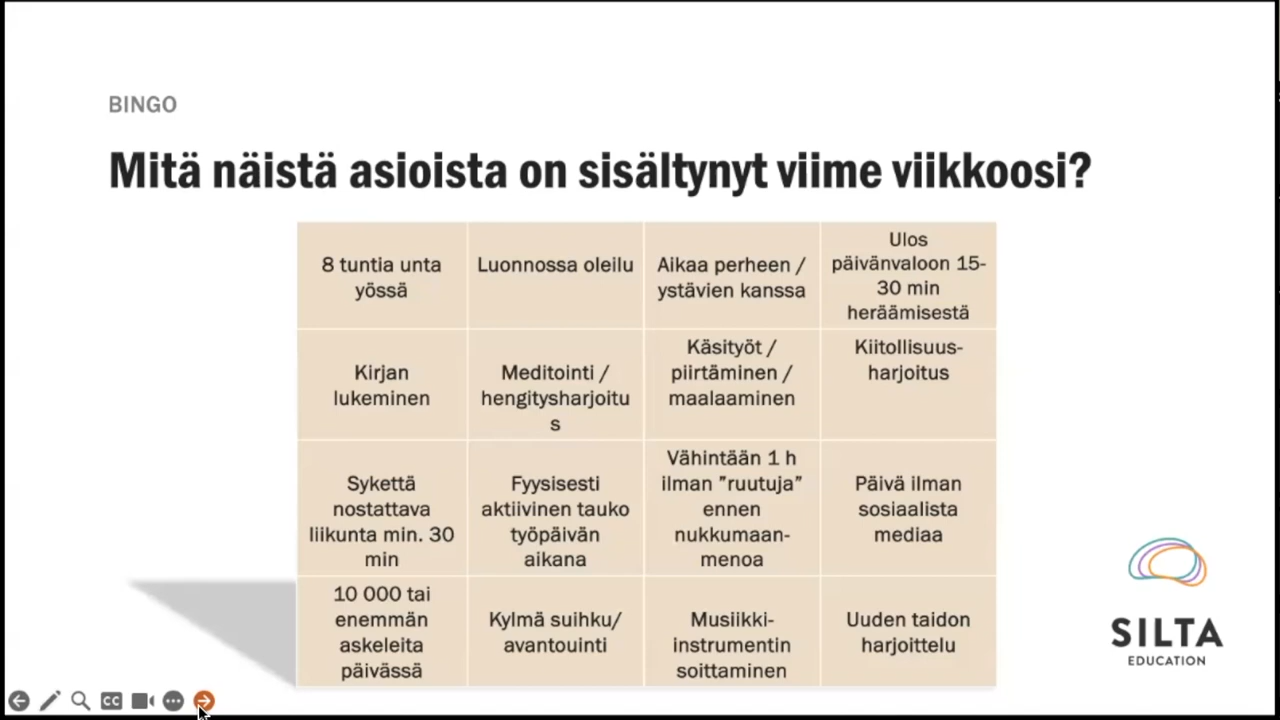 BINGO
Mitä näistä asioista on sisältynyt viime viikkoosi?
8 tuntia unta
yössä
Luonnossa oleilu
Aikaa perheen /
ystävien kanssa
Ulos
päivänvaloon 15-
30 min
heräämisestä
Kirjan
lukeminen
Meditointi /
hengitysharjoitu
s
Käsityöt /
piirtäminen /
maalaaminen
Kiitollisuus-
harjoitus
Sykettä
nostattava
liikunta min. 30
min
Fyysisesti
aktiivinen tauko
työpäivän
aikana
Vähintään 1 h
ilman ”ruutuja”
ennen
nukkumaan-
menoa
Päivä ilman
sosiaalista
mediaa
10 000 tai
enemmän
askeleita
päivässä
Kylmä suihku/
avantouinti
Musiikki-
instrumentin
soittaminen
Uuden taidon
harjoittelu
SILTA
EDUCATION
CC